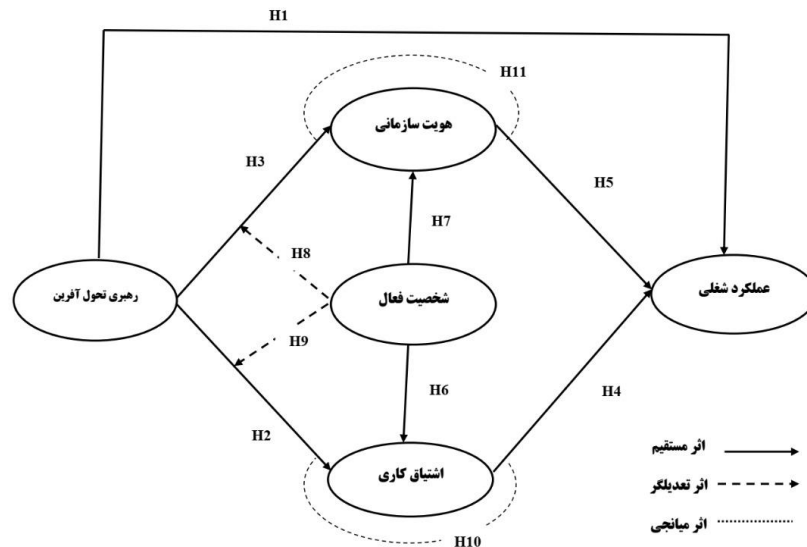 H1
H11
هویت سازمانی
H3
H5
H7
H8
رهبری تحول آفرین
شخصیت فعال
عملکرد شغلی
H9
H6
H2
H4
اشتیاق کاری
H10
اثر مستقیم
اثر تعدیلگر
اثر میانجی